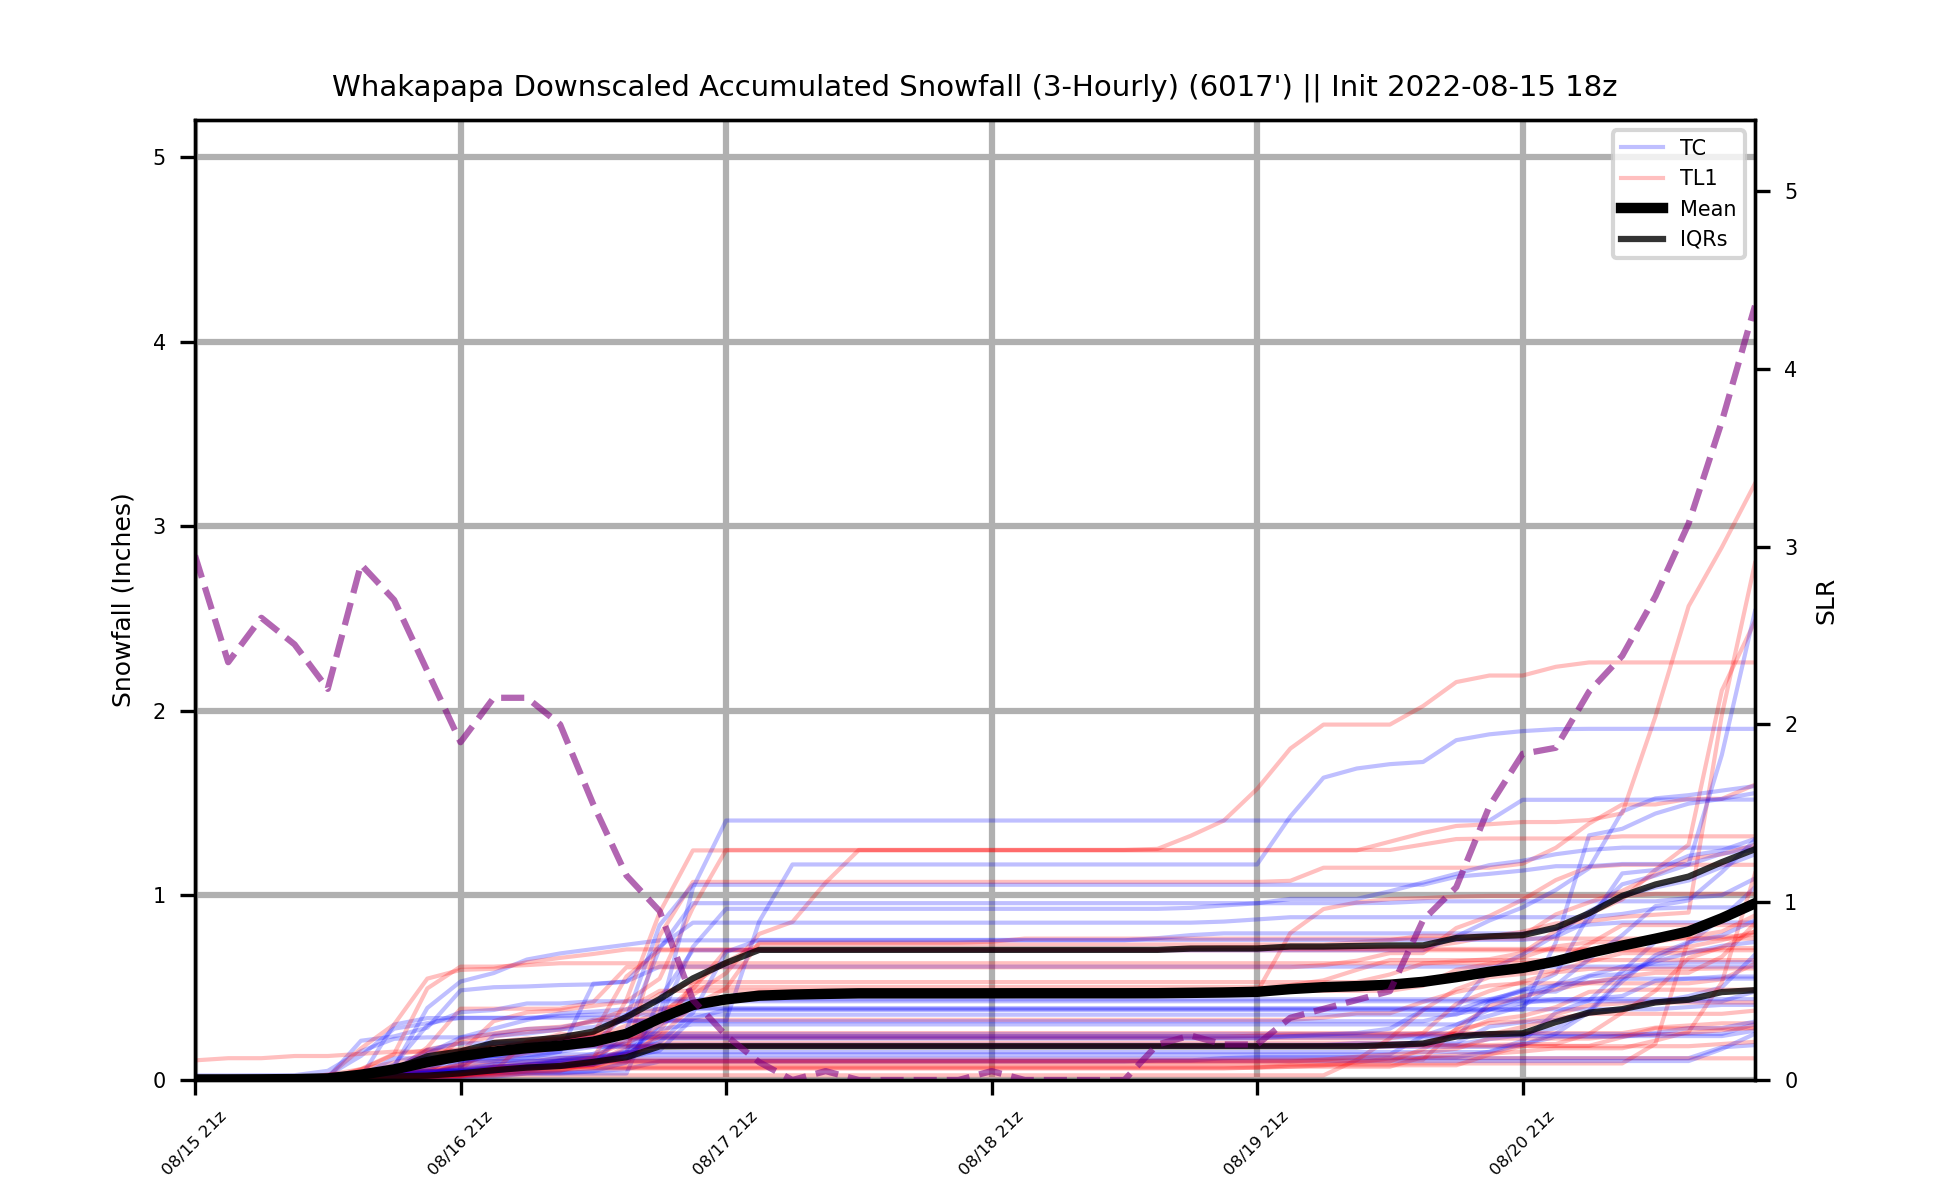 Whakapapa Downscaled Accumulated Snowfall (3-Hourly) (6017') || Init 2022-08-15 18z
TC
TL1
Mean
IQRs
Snowfall (Inches)
5
4
3
2
1
0
SLR
5
4
3
2
1
0
08/15 21z
08/16 21z
08/17 21z
08/18 21z
08/19 21z
08/20 21z